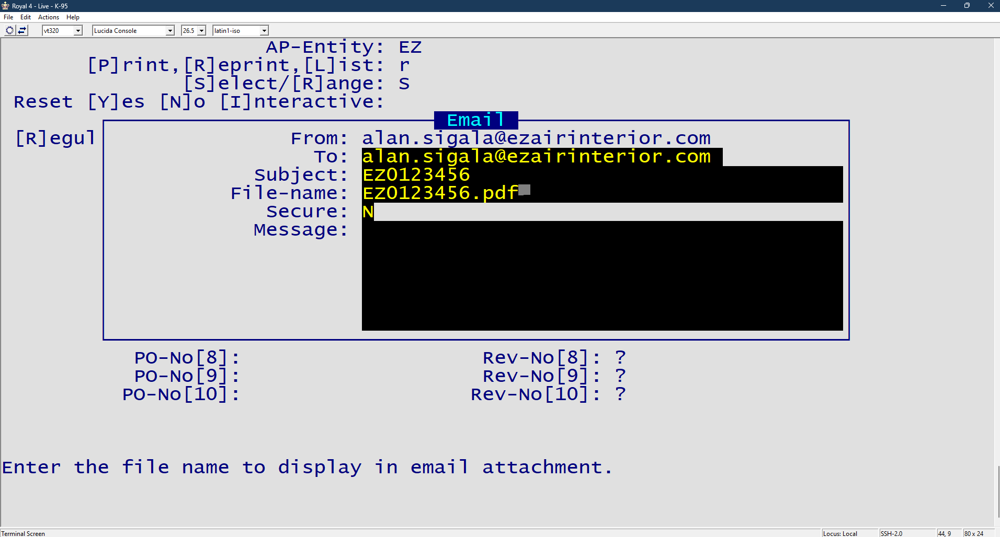 Royal 4 - Live - K-95
File Edit Actions Help
vt320 Lucida Console 26.5 latin1-iso
AP-Entity: EZ
[P]rint,[R]eprint,[L]ist: r
[S]elect/[R]ange: S
Reset [Y]es [N]o [I]nteractive:
Email
[R]egul
From: alan.sigala@ezairinterior.com
To: alan.sigala@ezairinterior.com
Subject: EZ0123456
File-name: EZ0123456.pdf
Secure: N
Message:
PO-No[8]: Rev-No[8]: ?
PO-No[9]: Rev-No[9]: ?
PO-No[10]: Rev-No[10]: ?
Enter the file name to display in email attachment.
Terminal Screen Locus: Local SSH-2.0 44, 9 80 x 24